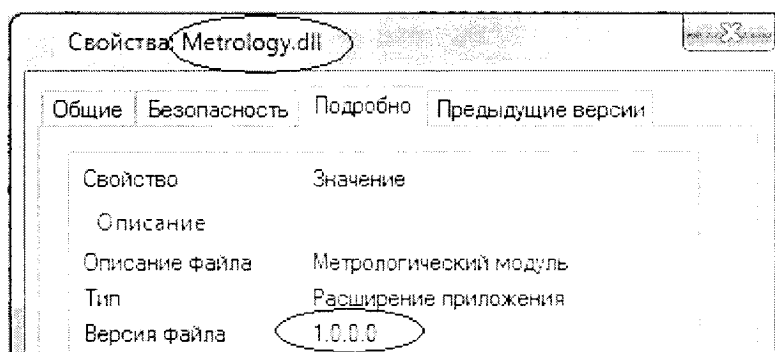 Свойства: Metrology.dll
Общие Безопасность Подробно Предыдущие версии
Свойство Значение
Описание
Описание файла Метрологический модуль
Тип Расширение приложения
Версия файла 1.0.0.0